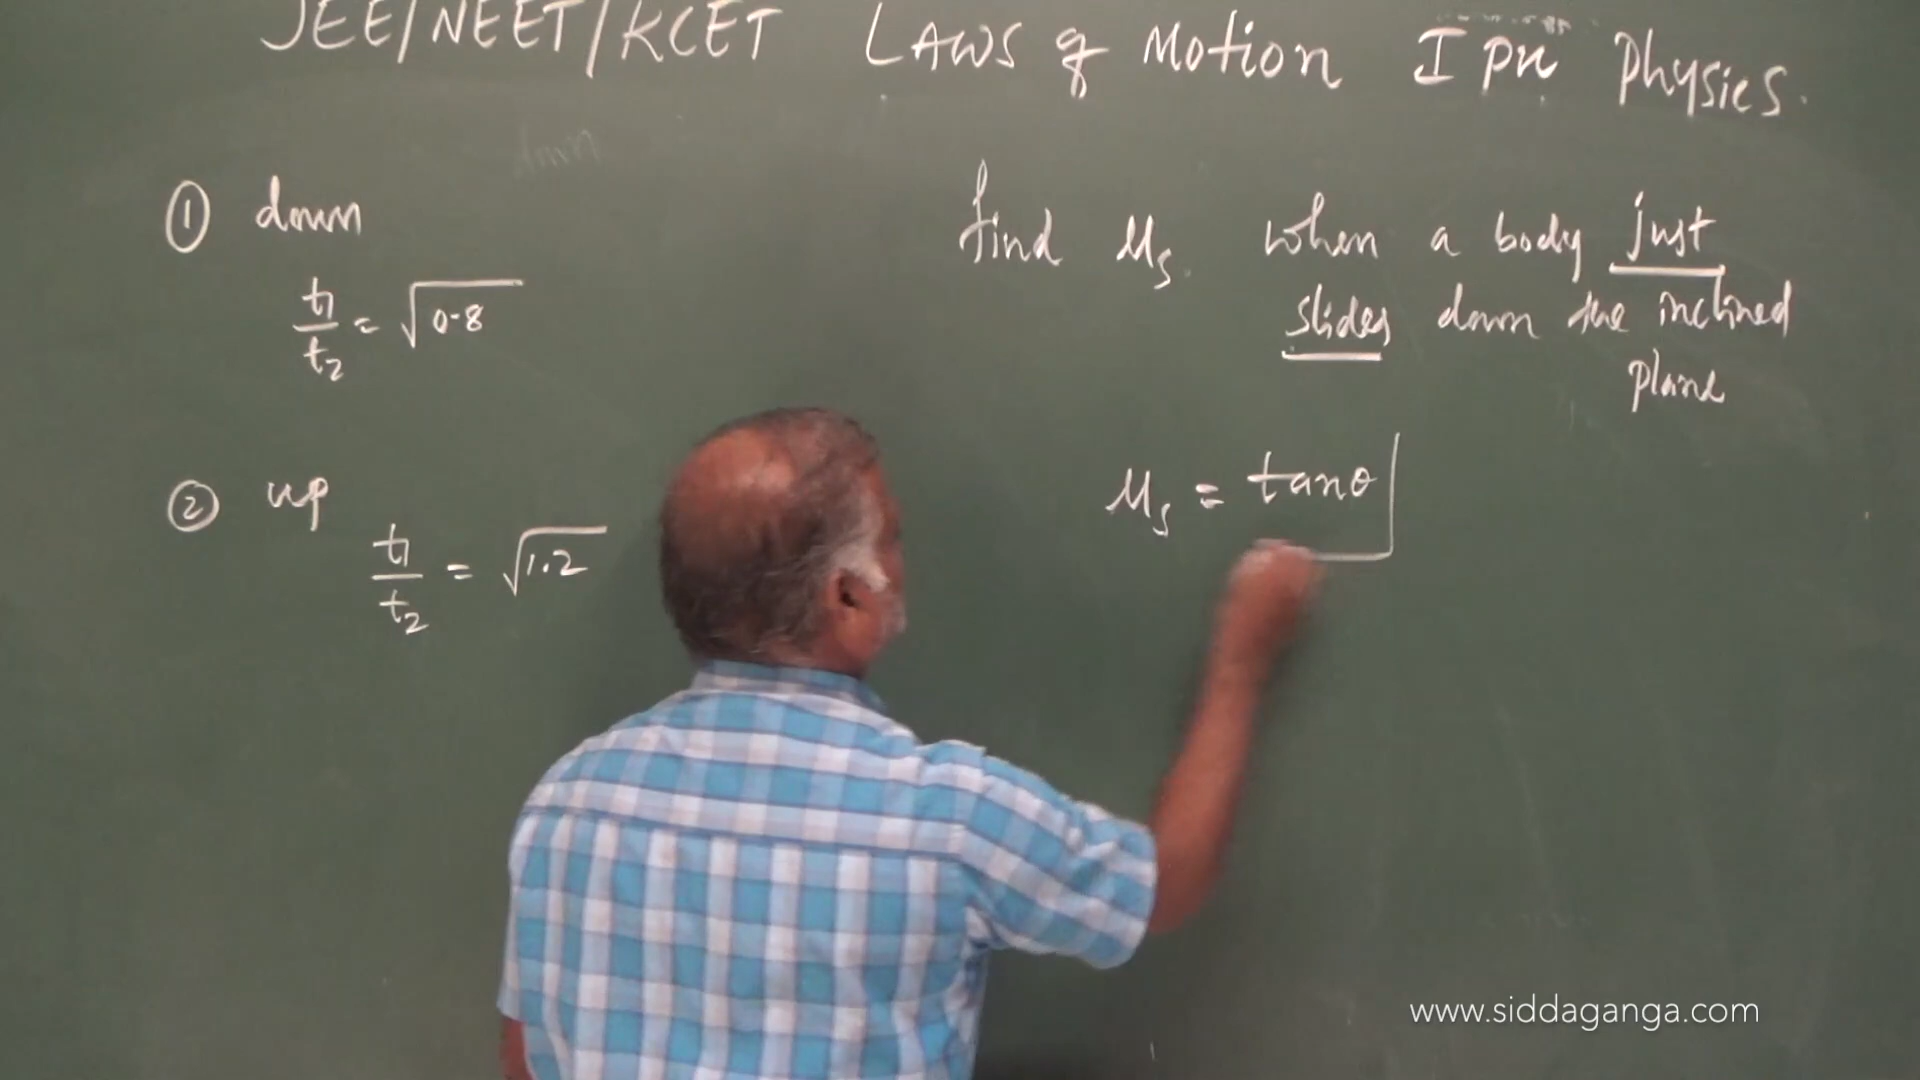 JEE/NEET/KCET LAWS of MOTION I PU Physics.
① down
t1/t2 = √0.8
② up
t1/t2 = √1.2
find μs when a body just
slides down the inclined
plane
μs = tanθ
www.siddaganga.com